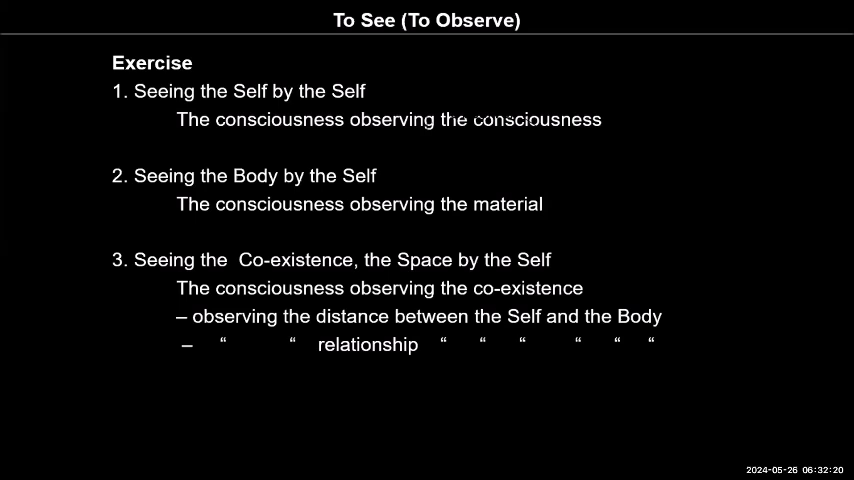 To See (To Observe)
Exercise
1. Seeing the Self by the Self
The consciousness observing the consciousness
2. Seeing the Body by the Self
The consciousness observing the material
3. Seeing the  Co-existence, the Space by the Self
The consciousness observing the co-existence
– observing the distance between the Self and the Body
– “ “ relationship “ “ “ “ “ “
2024-05-26 06:32:20